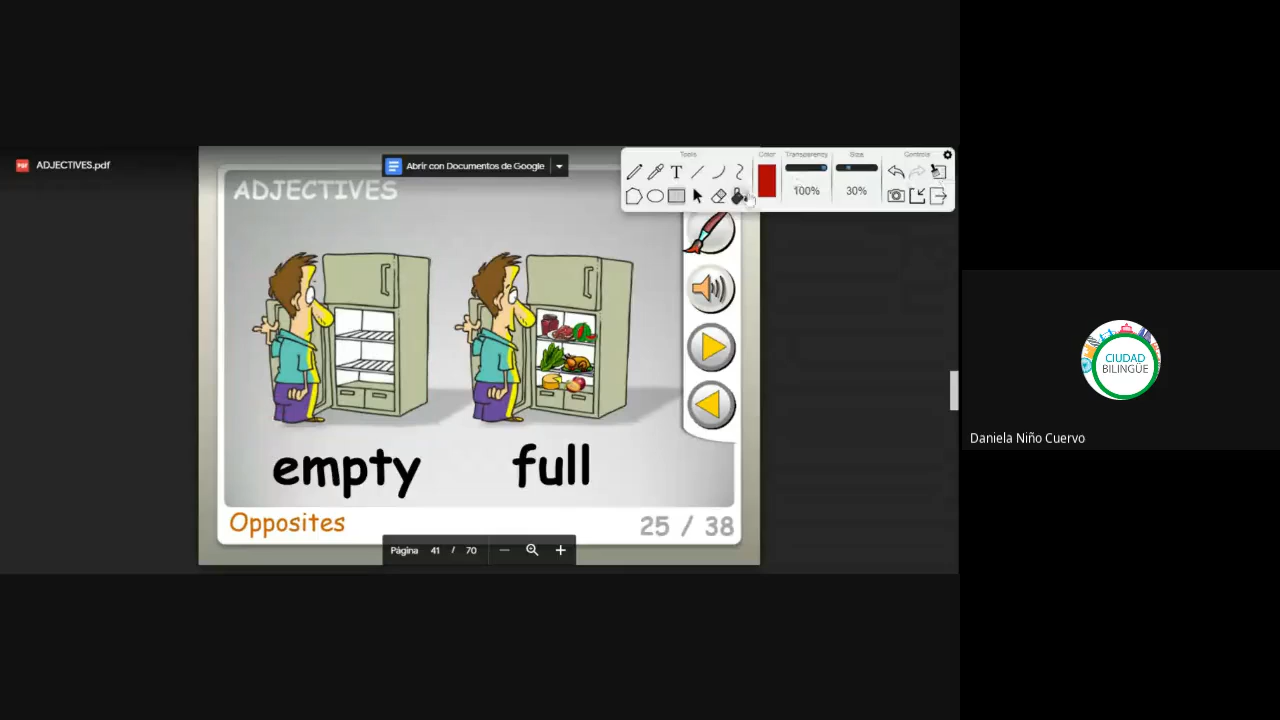 ADJECTIVES.pdf
Abrir con Documentos de Google
Tools
Color
Transparency
Size
Controls
100%
30%
ADJECTIVES
empty
full
Opposites
25 / 38
Página 41 / 70
CIUDAD
BILINGÜE
Daniela Niño Cuervo